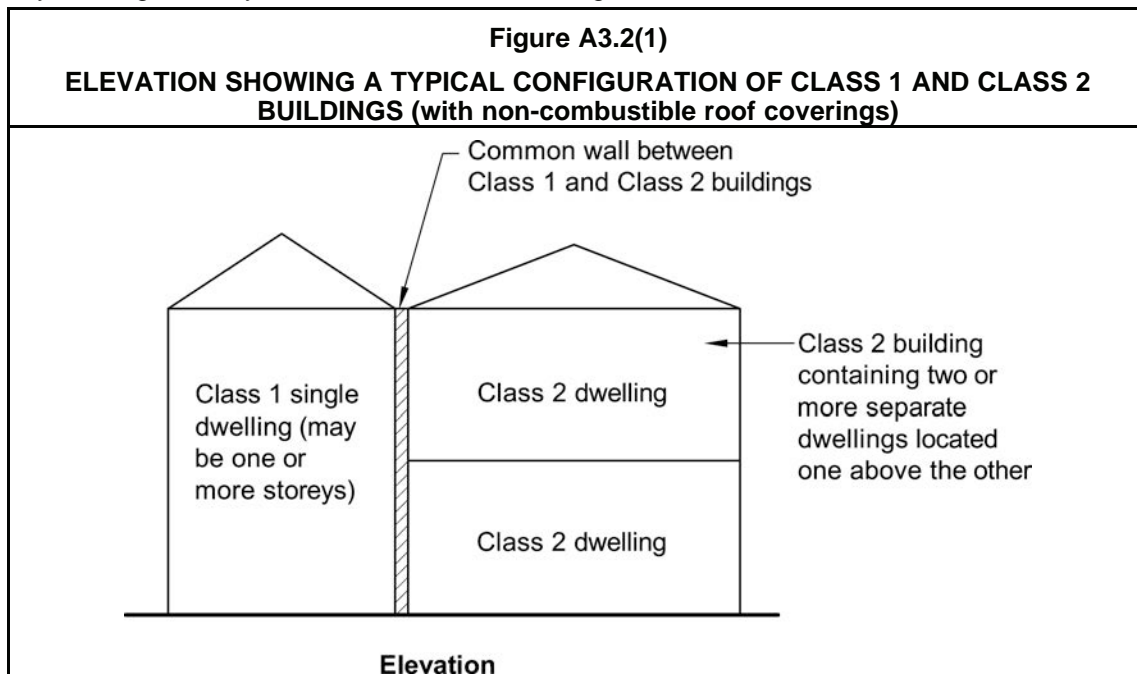 Figure A3.2(1)
ELEVATION SHOWING A TYPICAL CONFIGURATION OF CLASS 1 AND CLASS 2
BUILDINGS (with non-combustible roof coverings)
Common wall between
Class 1 and Class 2 buildings
Class 1 single
dwelling (may
be one or
more storeys)
Class 2 dwelling
Class 2 dwelling
Class 2 building
containing two or
more separate
dwellings located
one above the other
Elevation